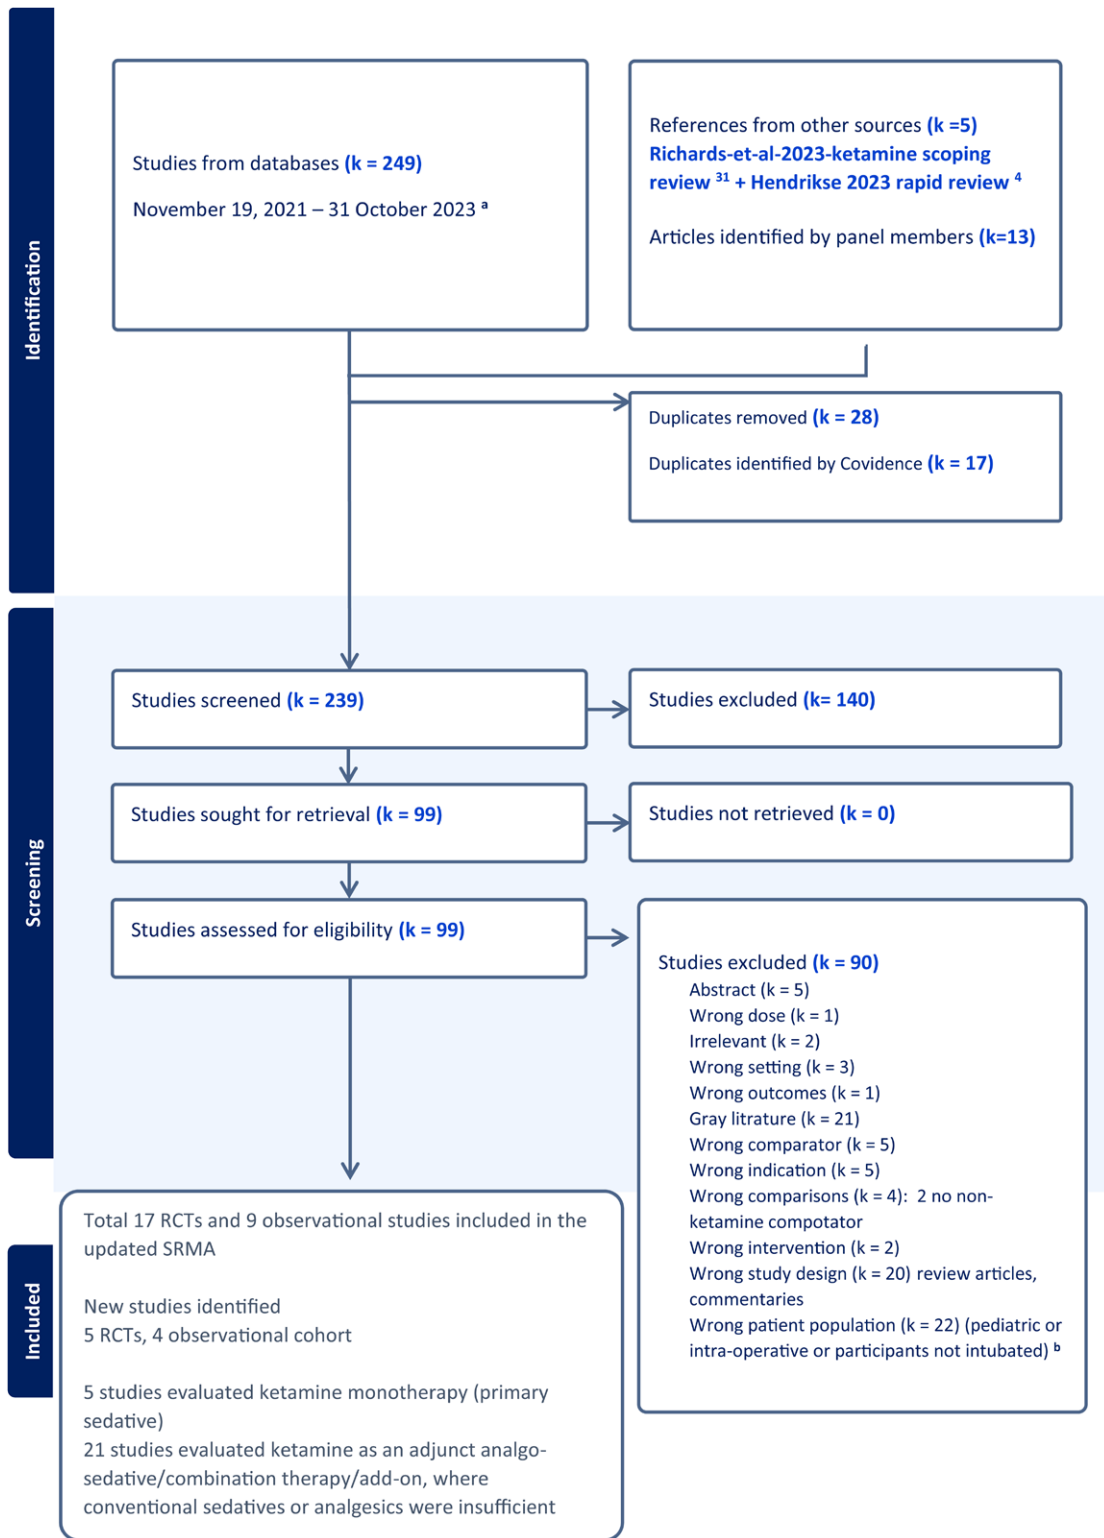 Identification
Studies from databases (k = 249)
November 19, 2021 – 31 October 2023 ᵃ
References from other sources (k =5)
Richards-et-al-2023-ketamine scoping
review ³¹ + Hendrikse 2023 rapid review ⁴
Articles identified by panel members (k=13)
Duplicates removed (k = 28)
Duplicates identified by Covidence (k = 17)
Screening
Studies screened (k = 239)
Studies excluded (k= 140)
Studies sought for retrieval (k = 99)
Studies not retrieved (k = 0)
Studies assessed for eligibility (k = 99)
Studies excluded (k = 90)
Abstract (k = 5)
Wrong dose (k = 1)
Irrelevant (k = 2)
Wrong setting (k = 3)
Wrong outcomes (k = 1)
Gray litrature (k = 21)
Wrong comparator (k = 5)
Wrong indication (k = 5)
Wrong comparisons (k = 4): 2 no non-
ketamine compotator
Wrong intervention (k = 2)
Wrong study design (k = 20) review articles,
commentaries
Wrong patient population (k = 22) (pediatric or
intra-operative or participants not intubated) ᵇ
Included
Total 17 RCTs and 9 observational studies included in the
updated SRMA
New studies identified
5 RCTs, 4 observational cohort
5 studies evaluated ketamine monotherapy (primary
sedative)
21 studies evaluated ketamine as an adjunct analgo-
sedative/combination therapy/add-on, where
conventional sedatives or analgesics were insufficient